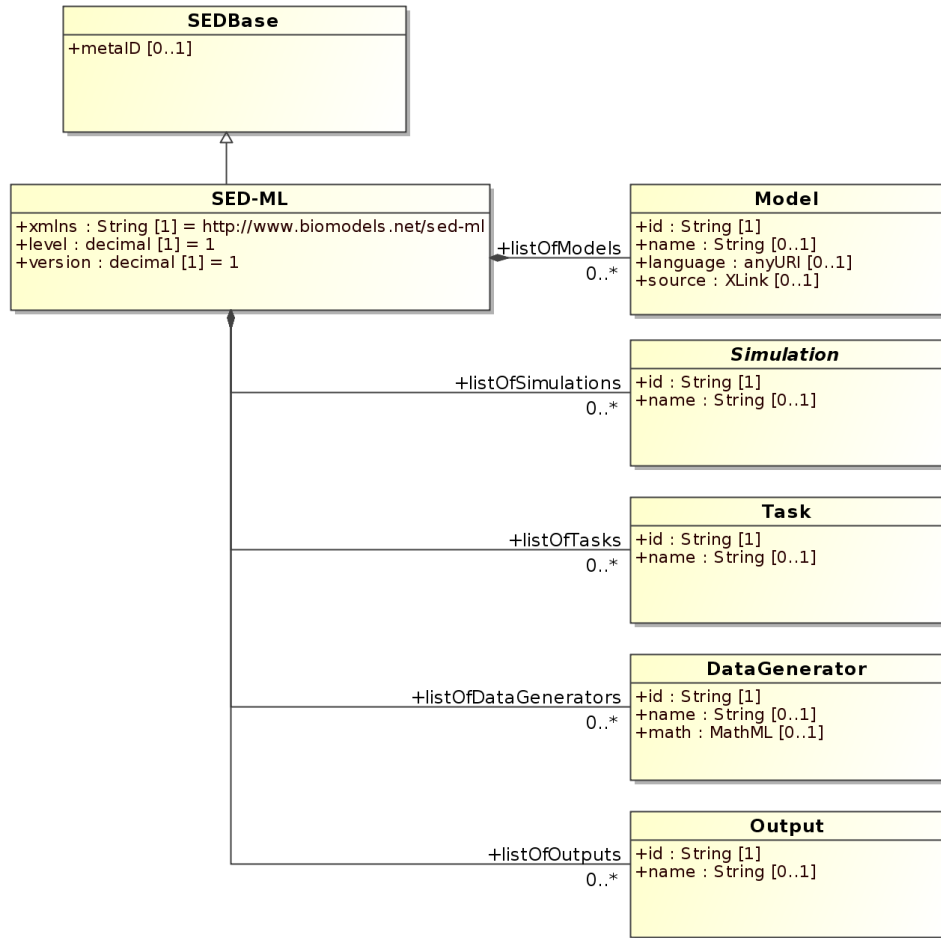 SEDBase
+metaID [0..1]
SED-ML
+xmlns : String [1] = http://www.biomodels.net/sed-ml
+level : decimal [1] = 1
+version : decimal [1] = 1
+listOfModels
0..*
Model
+id : String [1]
+name : String [0..1]
+language : anyURI [0..1]
+source : XLink [0..1]
+listOfSimulations
0..*
Simulation
+id : String [1]
+name : String [0..1]
+listOfTasks
0..*
Task
+id : String [1]
+name : String [0..1]
+listOfDataGenerators
0..*
DataGenerator
+id : String [1]
+name : String [0..1]
+math : MathML [0..1]
+listOfOutputs
0..*
Output
+id : String [1]
+name : String [0..1]